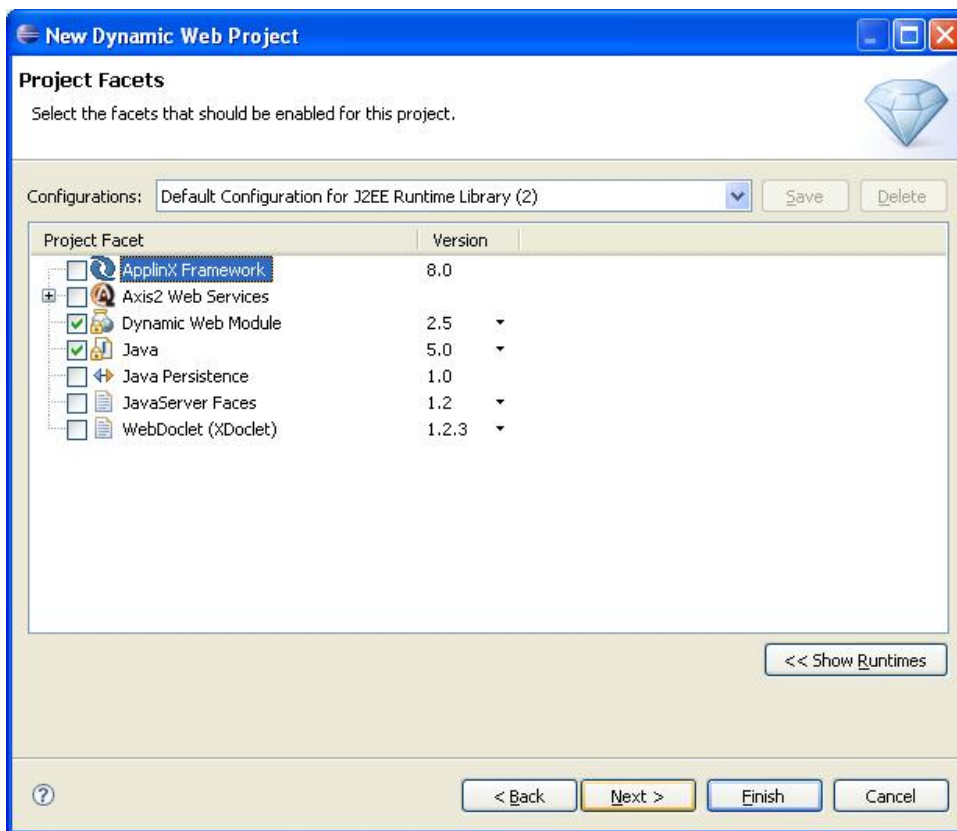 New Dynamic Web Project
Project Facets
Select the facets that should be enabled for this project.
Configurations: Default Configuration for J2EE Runtime Library (2) Save Delete
Project Facet Version
ApplinX Framework 8.0
Axis2 Web Services
Dynamic Web Module 2.5
Java 5.0
Java Persistence 1.0
JavaServer Faces 1.2
WebDoclet (XDoclet) 1.2.3
<< Show Runtimes
? < Back Next > Finish Cancel